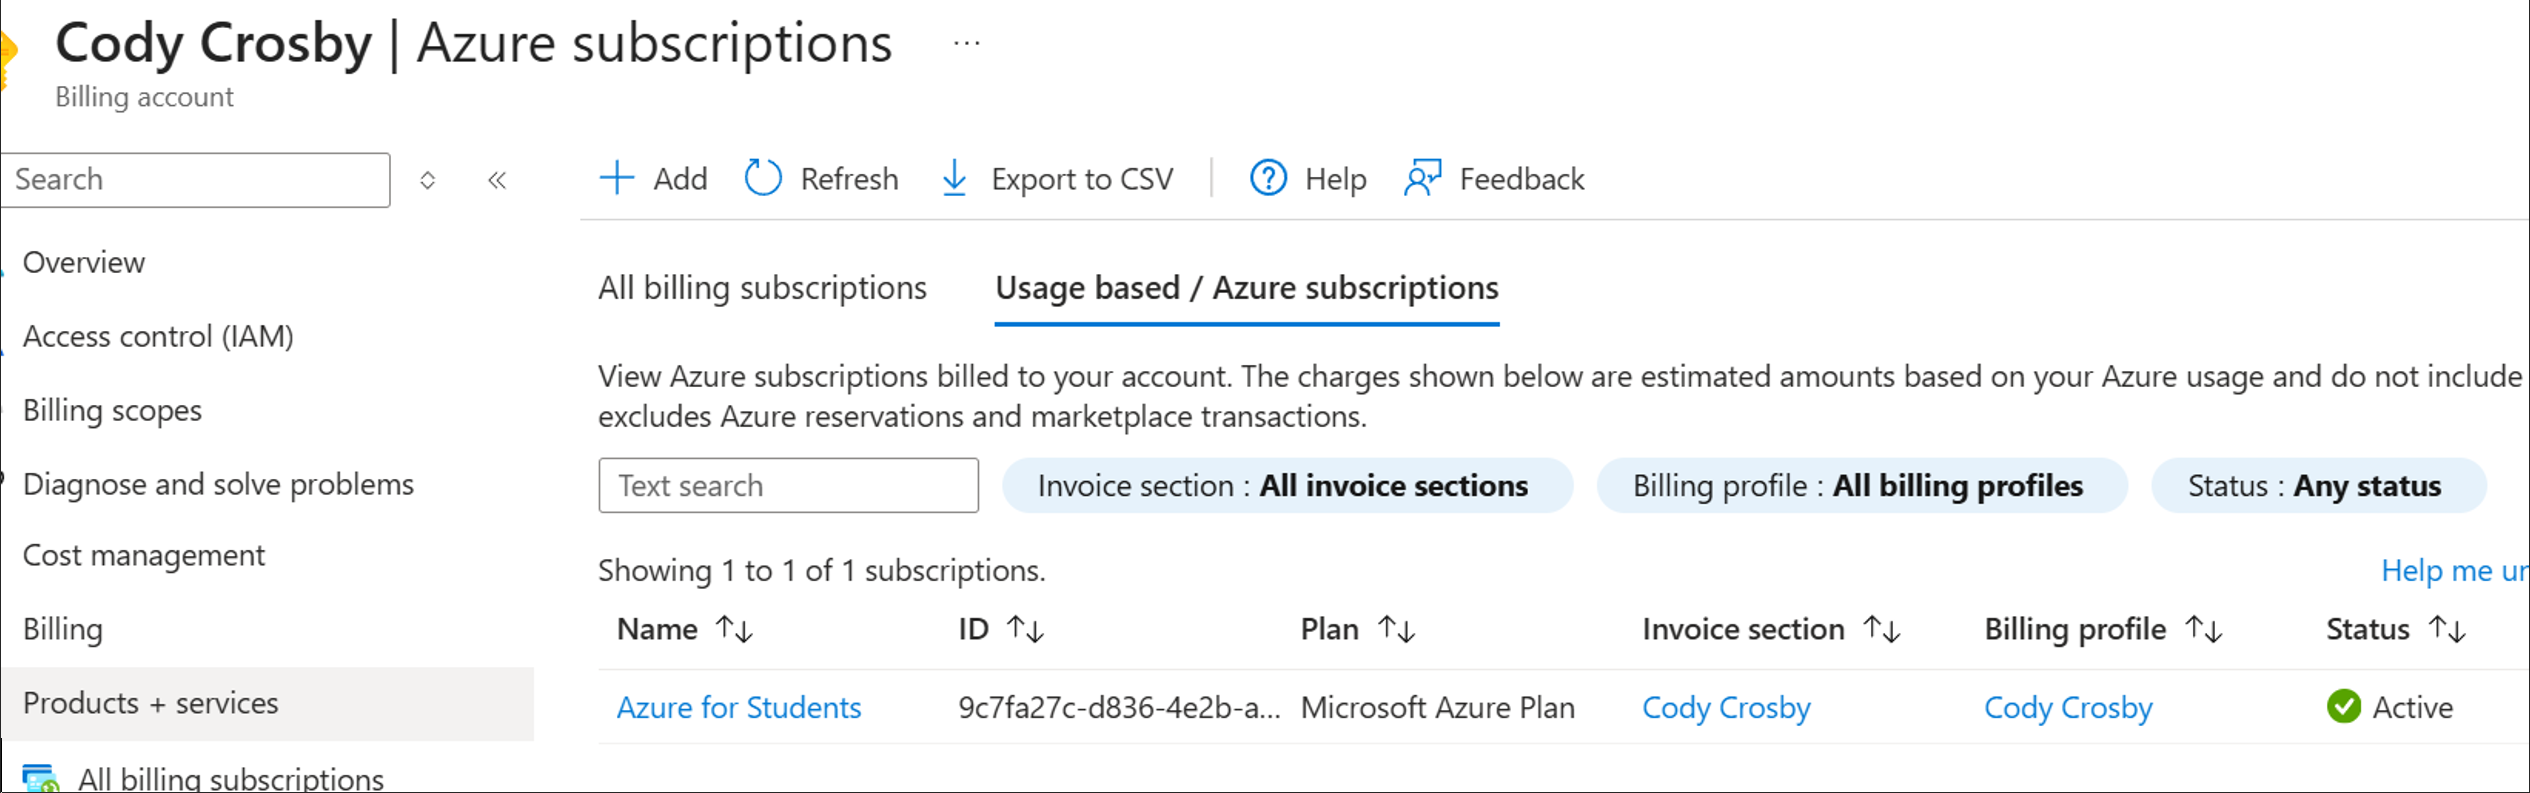 Cody Crosby | Azure subscriptions ...
Billing account
Search
Add
Refresh
Export to CSV
Help
Feedback
Overview
Access control (IAM)
Billing scopes
Diagnose and solve problems
Cost management
Billing
Products + services
All billing subscriptions
All billing subscriptions
Usage based / Azure subscriptions
View Azure subscriptions billed to your account. The charges shown below are estimated amounts based on your Azure usage and do not include
excludes Azure reservations and marketplace transactions.
Text search
Invoice section : All invoice sections
Billing profile : All billing profiles
Status : Any status
Showing 1 to 1 of 1 subscriptions.
Help me
Name ↑↓ ID ↑↓ Plan ↑↓ Invoice section ↑↓ Billing profile ↑↓ Status ↑↓
Azure for Students 9c7fa27c-d836-4e2b-a... Microsoft Azure Plan Cody Crosby Cody Crosby Active